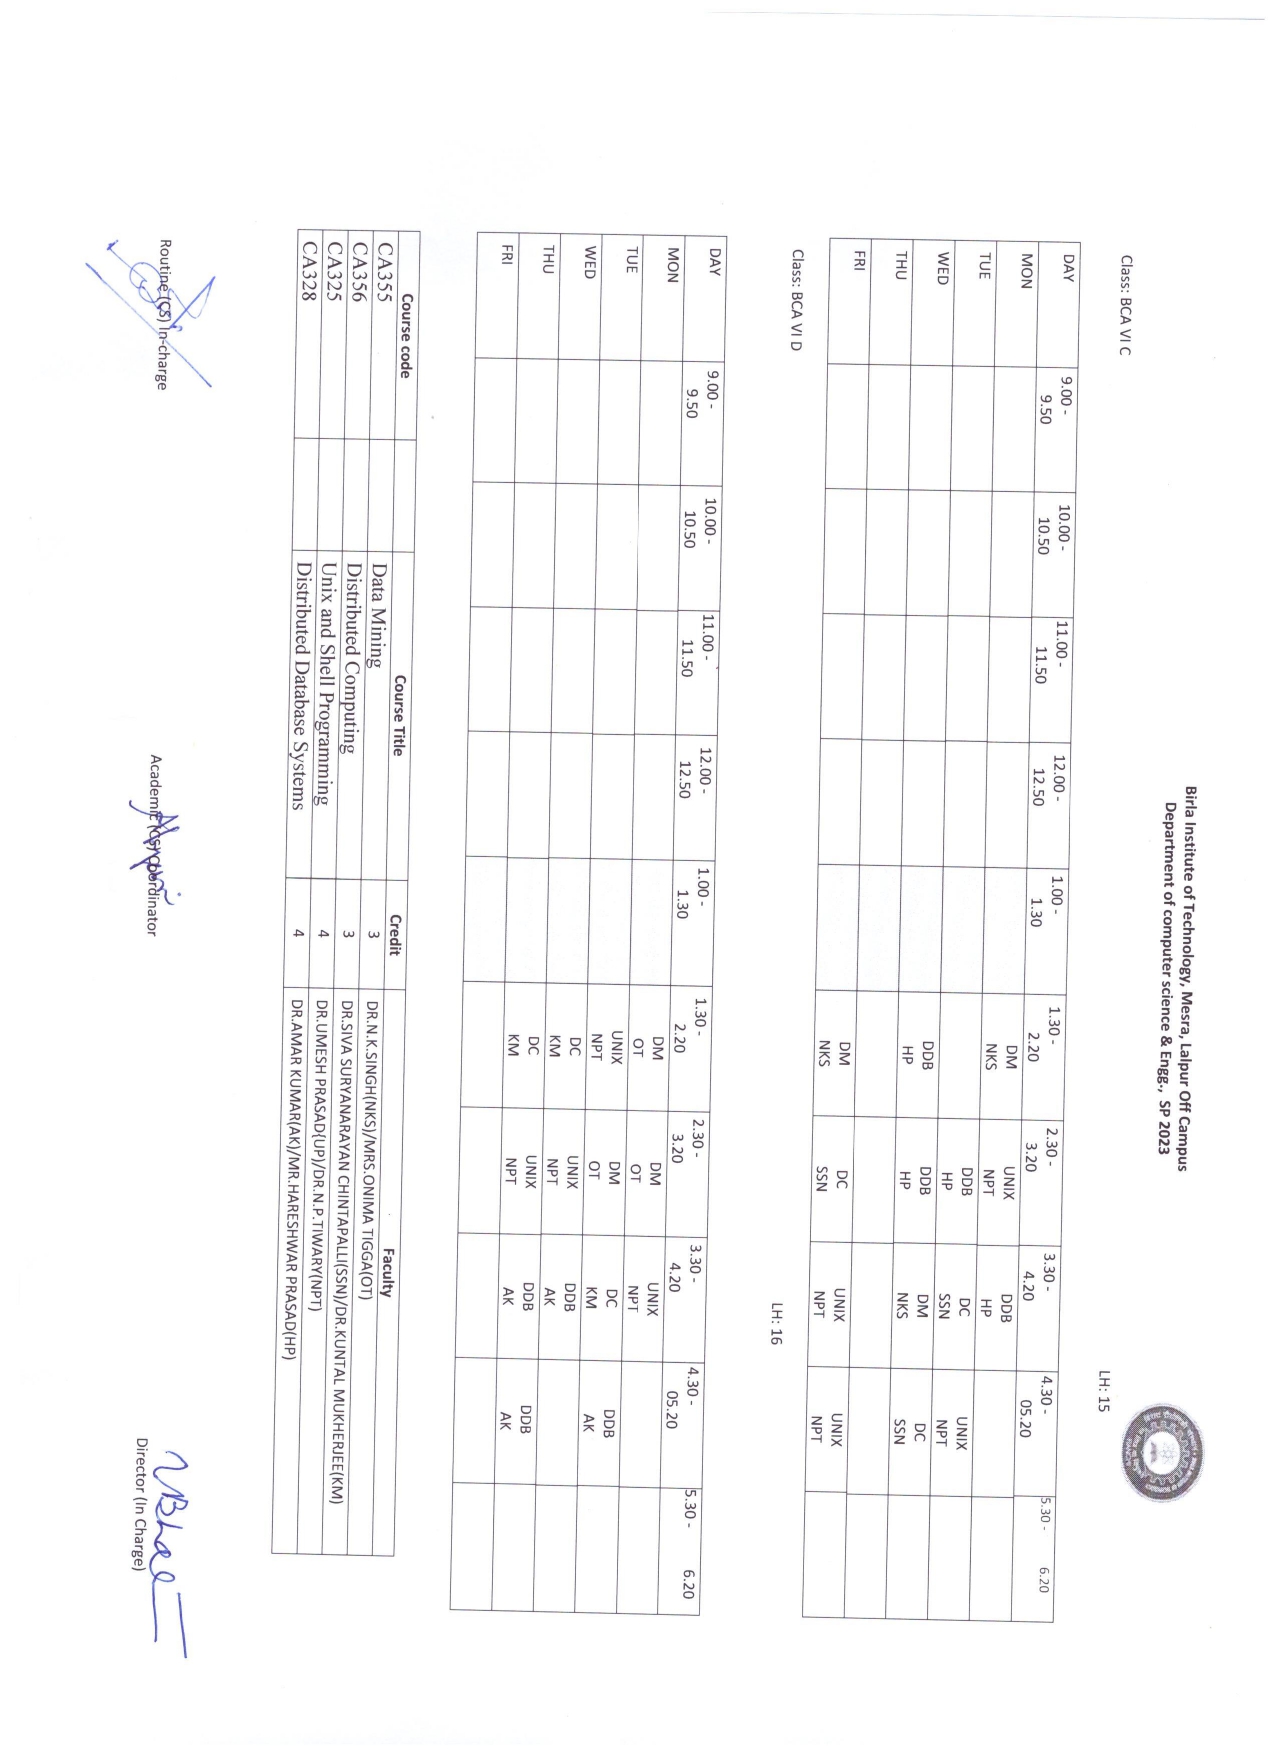 Birla Institute of Technology, Mesra, Lalpur Off Campus
Department of computer science & Engg., SP 2023
Class: BCA VI C
LH: 15
DAY 9.00 - 9.50 10.00 - 10.50 11.00 - 11.50 12.00 - 12.50 1.00 - 1.30 1.30 - 2.20 2.30 - 3.20 3.30 - 4.20 4.30 - 05.20 5.30 - 6.20
MON DM UNIX DDB
NKS NPT HP
TUE DDB DC UNIX
HP SSN NPT
WED DDB DDB DM DC
HP HP NKS SSN
THU
FRI DM DC UNIX UNIX
NKS SSN NPT NPT
Class: BCA VI D
LH: 16
DAY 9.00 - 9.50 10.00 - 10.50 11.00 - 11.50 12.00 - 12.50 1.00 - 1.30 1.30 - 2.20 2.30 - 3.20 3.30 - 4.20 4.30 - 05.20 5.30 - 6.20
MON DM DM UNIX
OT OT NPT
TUE UNIX DM DC DDB
NPT OT KM AK
WED DC UNIX DDB
KM NPT AK
THU DC UNIX DDB DDB
KM NPT AK AK
FRI
Course code Course Title Credit Faculty
CA355 Data Mining 3 DR.N.K.SINGH(NKS)/MRS.ONIMA TIGGA(OT)
CA356 Distributed Computing 3 DR.SIVA SURYANARAYAN CHINTAPALLI(SSN)/DR.KUNTAL MUKHERJEE(KM)
CA325 Unix and Shell Programming 4 DR.UMESH PRASAD(UP)/DR.N.P.TIWARY(NPT)
CA328 Distributed Database Systems 4 DR.AMAR KUMAR(AK)/MR.HARESHWAR PRASAD(HP)
Routine (CS) In-charge
Academic (CS) Coordinator
Director (In Charge)